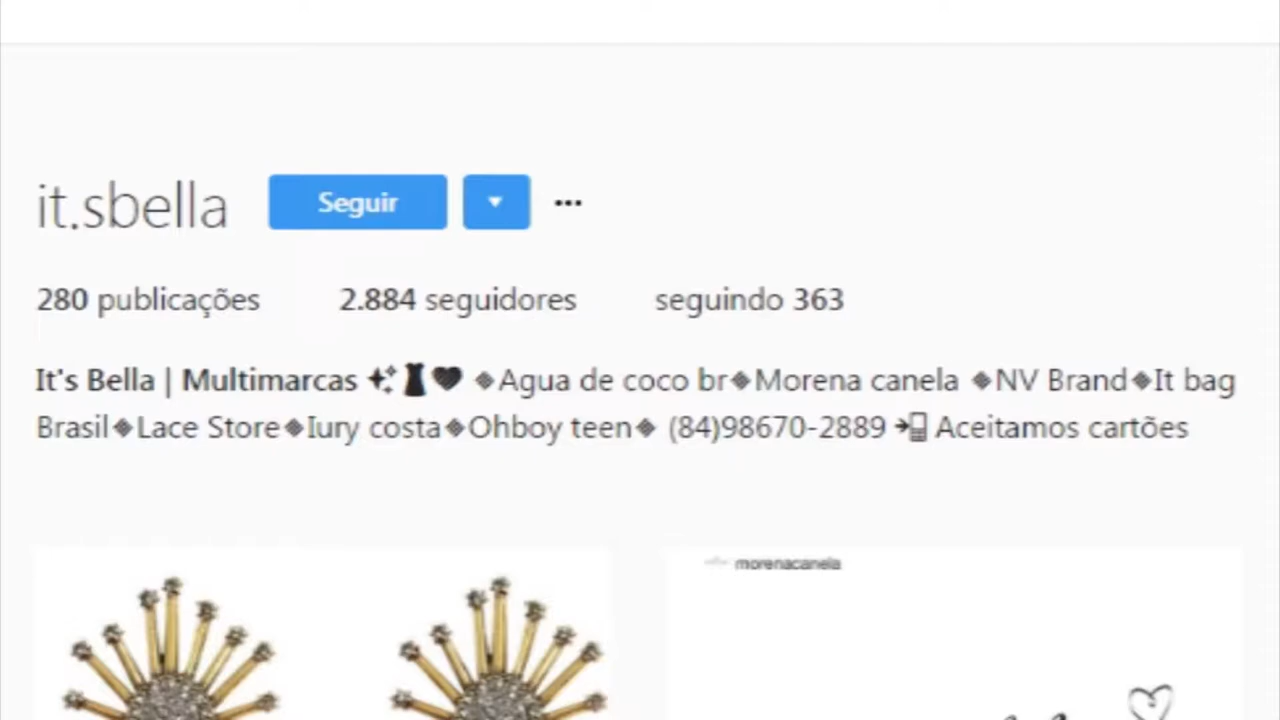 it.sbella Seguir ...
280 publicações 2.884 seguidores seguindo 363
It's Bella | Multimarcas ✨👗🖤 🔸Agua de coco br🔸Morena canela 🔸NV Brand🔸It bag
Brasil🔸Lace Store🔸Iury costa🔸Ohboy teen🔸 (84)98670-2889 📲 Aceitamos cartões
morenacanela